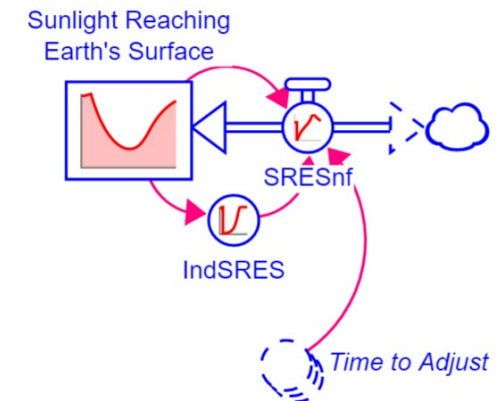 Sunlight Reaching
Earth's Surface
SRESnf
IndSRES
Time to Adjust